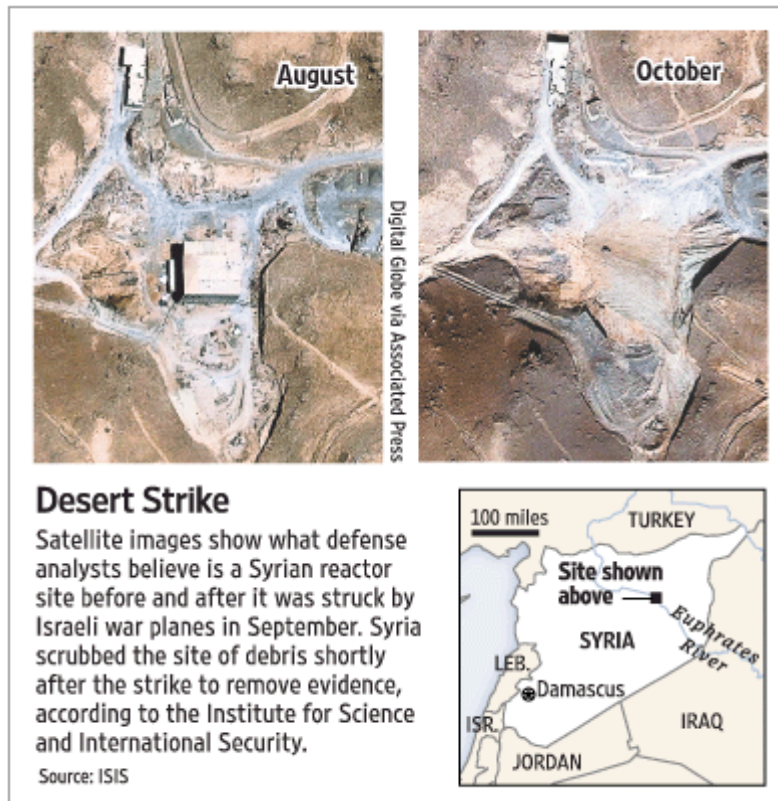 August
October
Digital Globe via Associated Press
Desert Strike
Satellite images show what defense
analysts believe is a Syrian reactor
site before and after it was struck by
Israeli war planes in September. Syria
scrubbed the site of debris shortly
after the strike to remove evidence,
according to the Institute for Science
and International Security.
Source: ISIS
100 miles
TURKEY
Site shown
above
Euphrates
River
SYRIA
LEB.
Damascus
ISR.
IRAQ
JORDAN